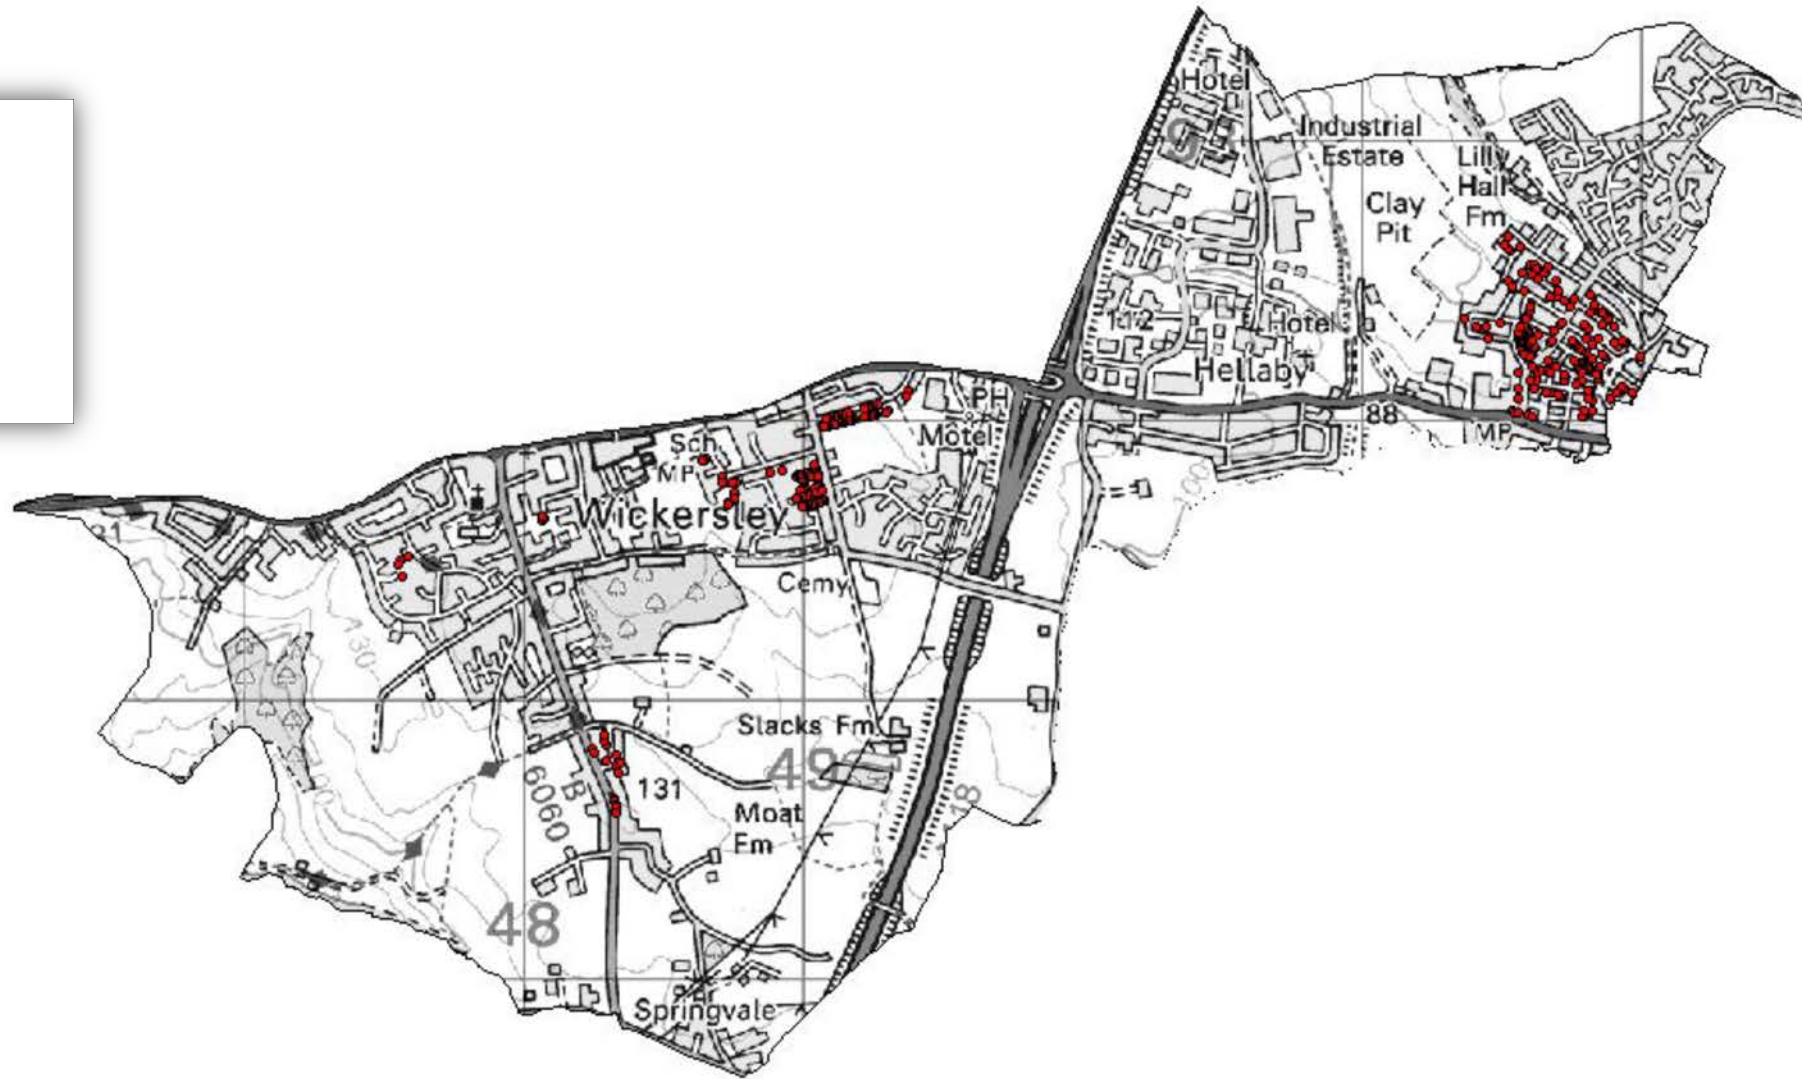 Hotel
Industrial
Estate
Lilly
Hall
Fm
Clay
Pit
112
Hotel
Hellaby
PH
88
MP
Motel
Sch
MP
Wickersley
100
Cemy
130
Slacks Fm
49
131
B 6060
Moat
Fm
18
48
Springvale